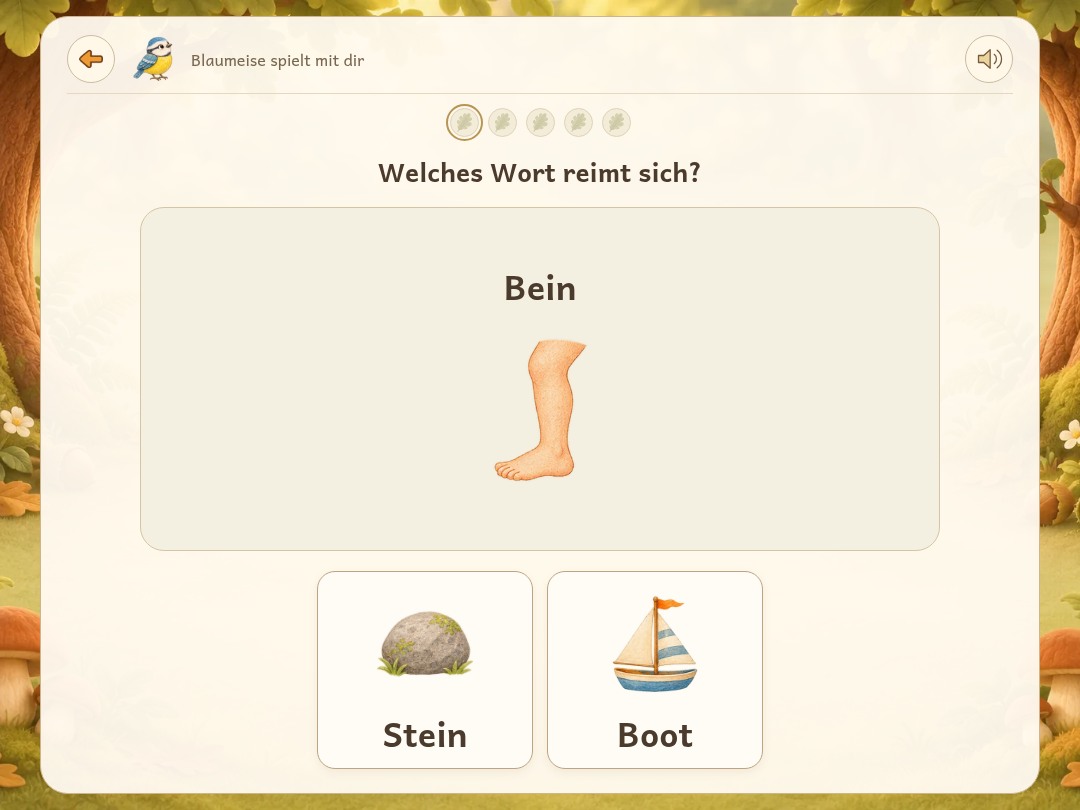 Blaumeise spielt mit dir
Welches Wort reimt sich?
Bein
Stein
Boot